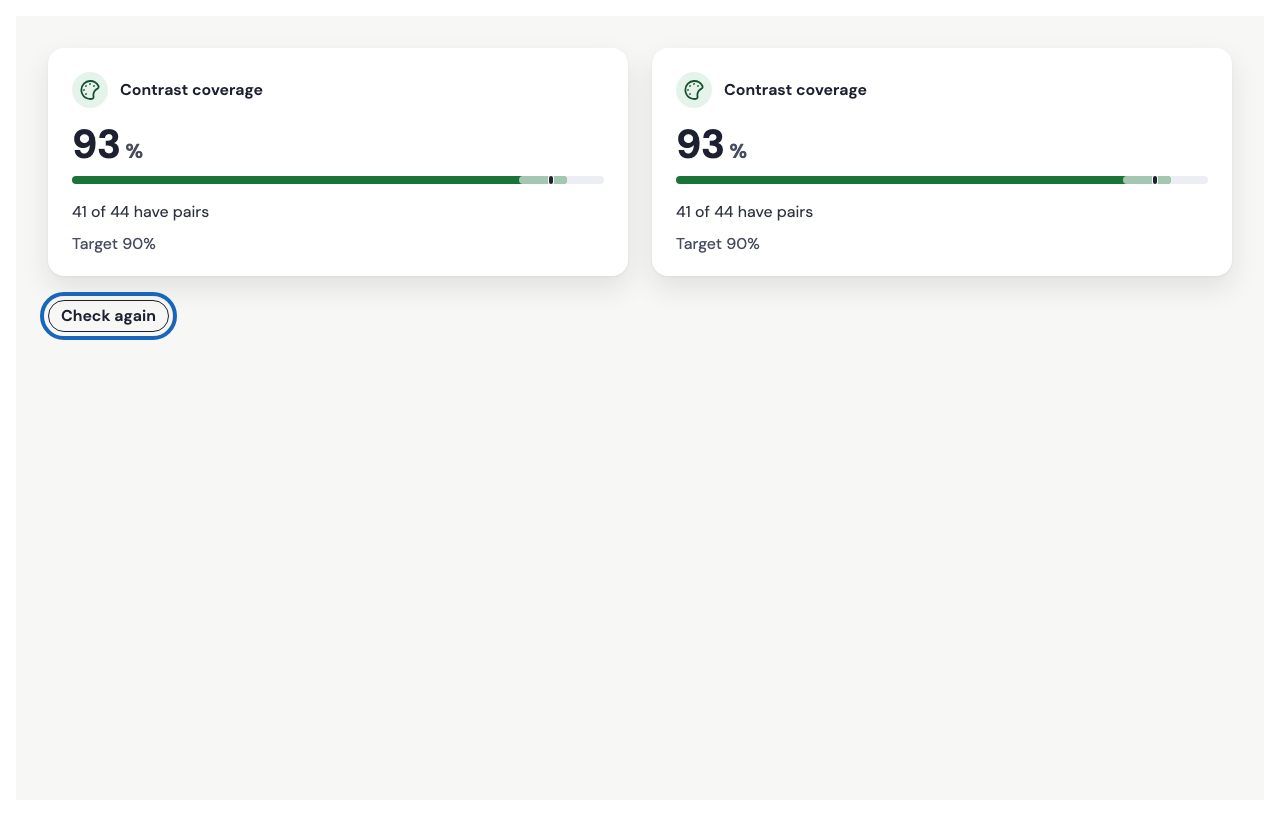 Contrast coverage
93 %
41 of 44 have pairs
Target 90%
Contrast coverage
93 %
41 of 44 have pairs
Target 90%
Check again